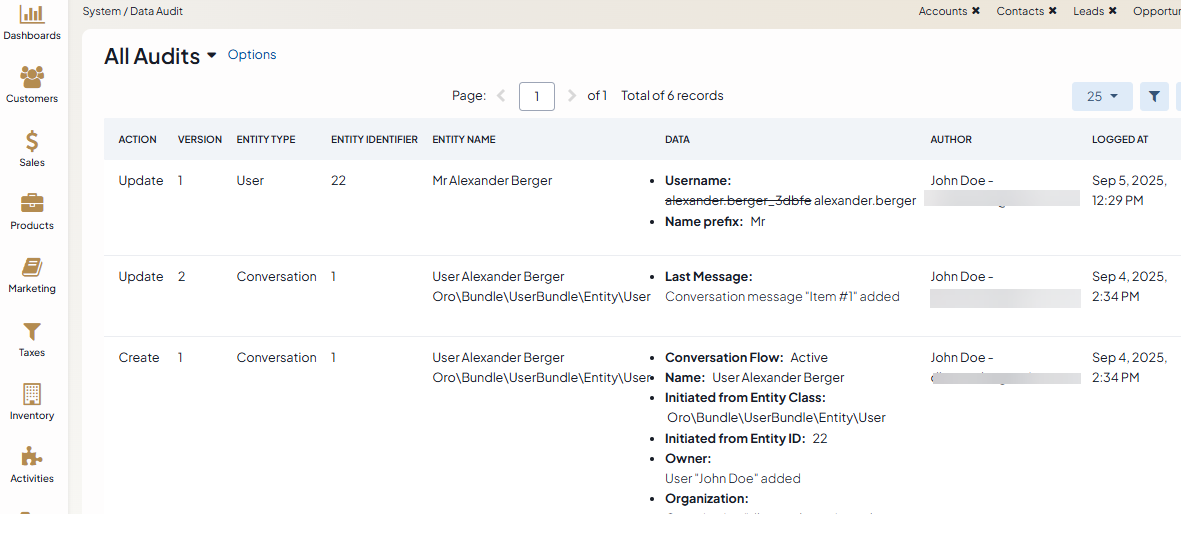 System / Data Audit
Accounts ✖ Contacts ✖ Leads ✖ Opportun
Dashboards
Customers
Sales
Products
Marketing
Taxes
Inventory
Activities
All Audits Options
Page: 1 of 1 Total of 6 records
25
ACTION VERSION ENTITY TYPE ENTITY IDENTIFIER ENTITY NAME DATA AUTHOR LOGGED AT
Update 1 User 22 Mr Alexander Berger • Username: John Doe - Sep 5, 2025,
alexander.berger_3dbfe alexander.berger 12:29 PM
• Name prefix: Mr
Update 2 Conversation 1 User Alexander Berger • Last Message: John Doe - Sep 4, 2025,
Oro\Bundle\UserBundle\Entity\User Conversation message "Item #1" added 2:34 PM
Create 1 Conversation 1 User Alexander Berger • Conversation Flow: Active John Doe - Sep 4, 2025,
Oro\Bundle\UserBundle\Entity\User • Name: User Alexander Berger 2:34 PM
• Initiated from Entity Class:
Oro\Bundle\UserBundle\Entity\User
• Initiated from Entity ID: 22
• Owner:
User "John Doe" added
• Organization: